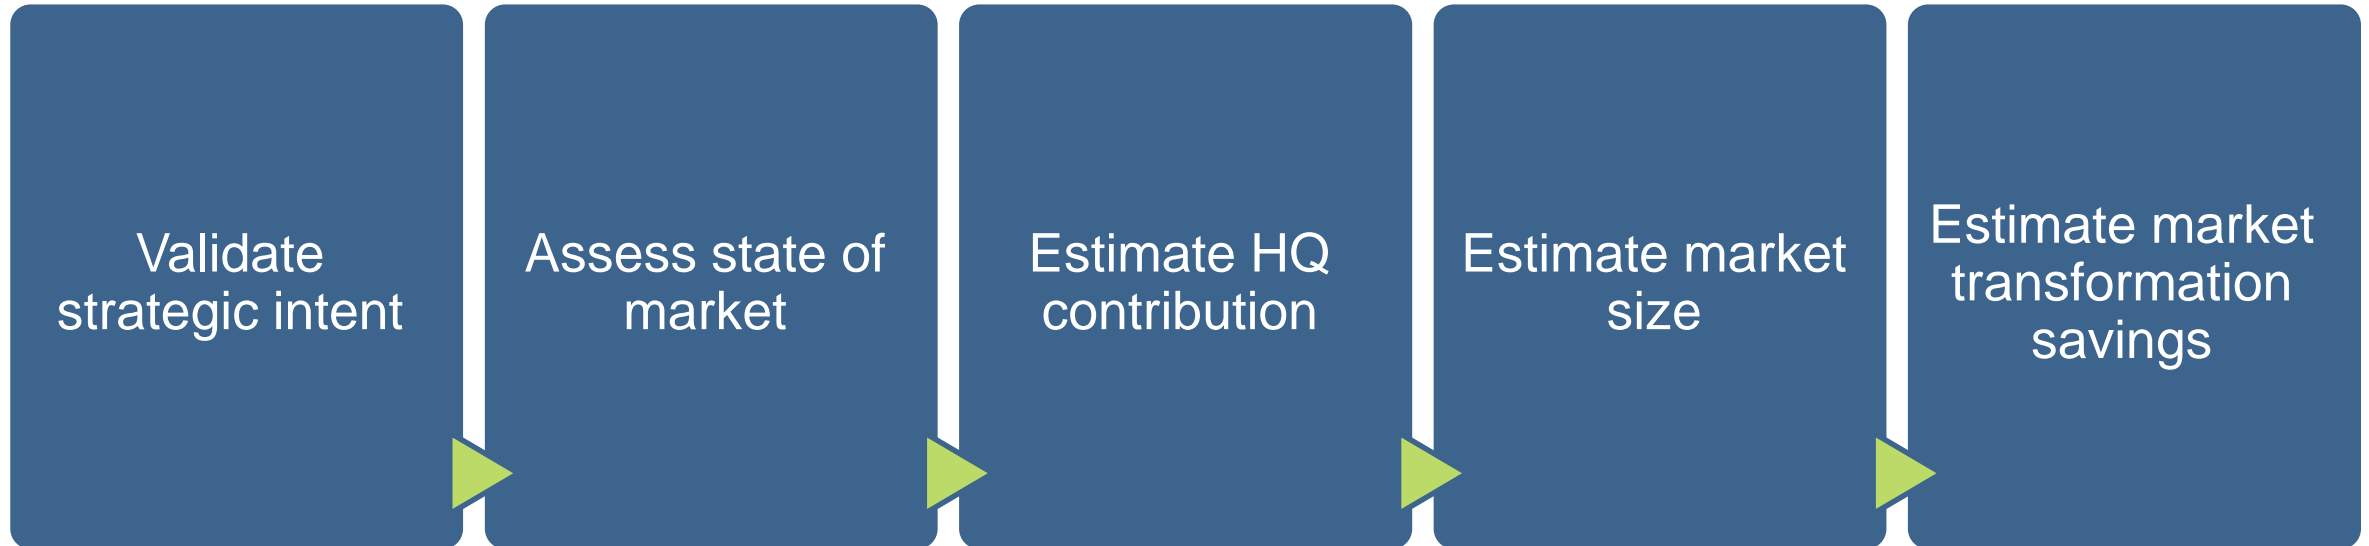 Validate
strategic intent
Assess state of
market
Estimate HQ
contribution
Estimate market
size
Estimate market
transformation
savings